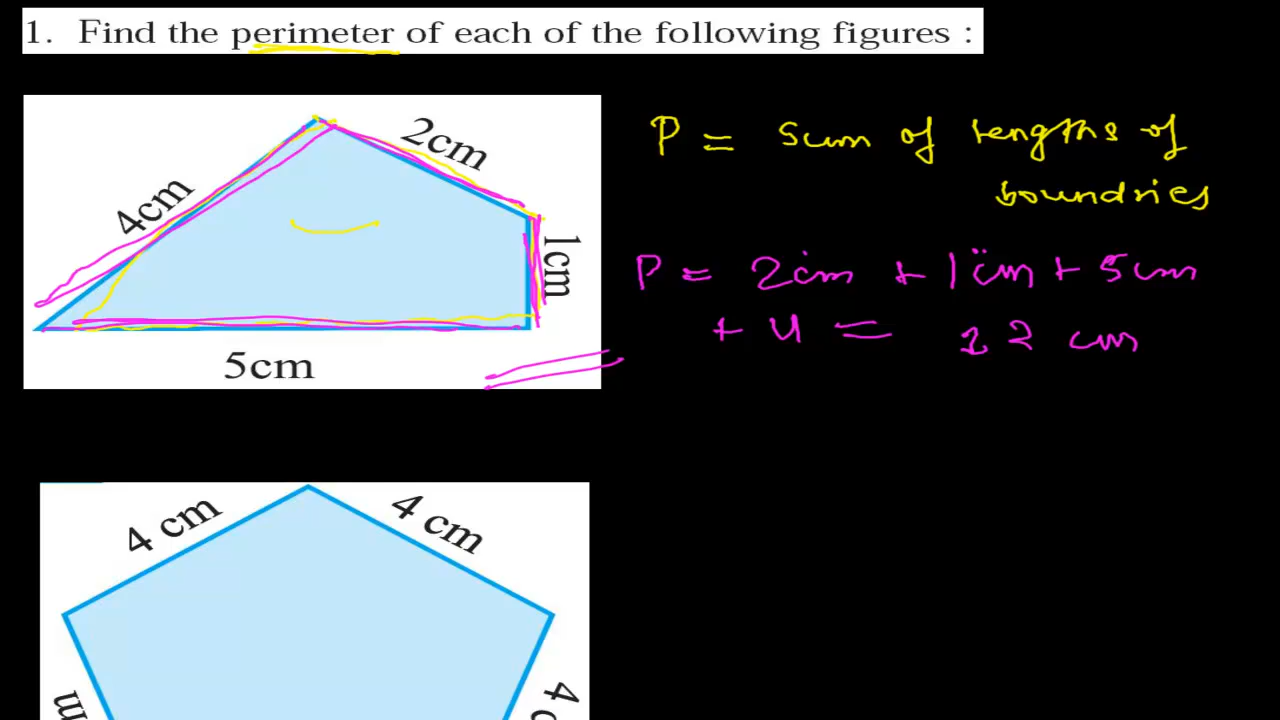 1. Find the perimeter of each of the following figures :
4cm
2cm
1cm
5cm
P = Sum of lengths of
boundries
P = 2cm + 1cm + 5cm
+ 4 = 12 cm
4 cm
4 cm